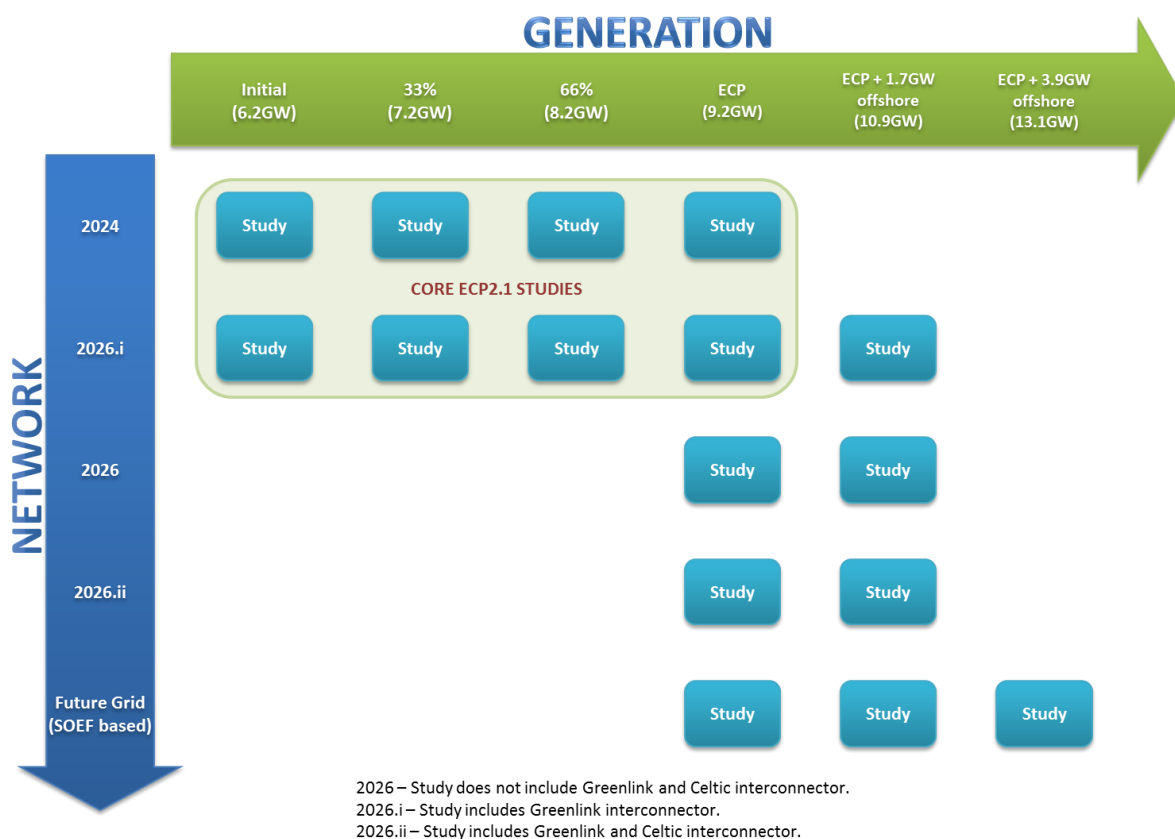 GENERATION
Initial
(6.2GW)
33%
(7.2GW)
66%
(8.2GW)
ECP
(9.2GW)
ECP + 1.7GW
offshore
(10.9GW)
ECP + 3.9GW
offshore
(13.1GW)
NETWORK
2024
Study
Study
Study
Study
CORE ECP2.1 STUDIES
2026.i
Study
Study
Study
Study
Study
2026
Study
Study
2026.ii
Study
Study
Future Grid
(SOEF based)
Study
Study
Study
2026 – Study does not include Greenlink and Celtic interconnector.
2026.i – Study includes Greenlink interconnector.
2026.ii – Study includes Greenlink and Celtic interconnector.